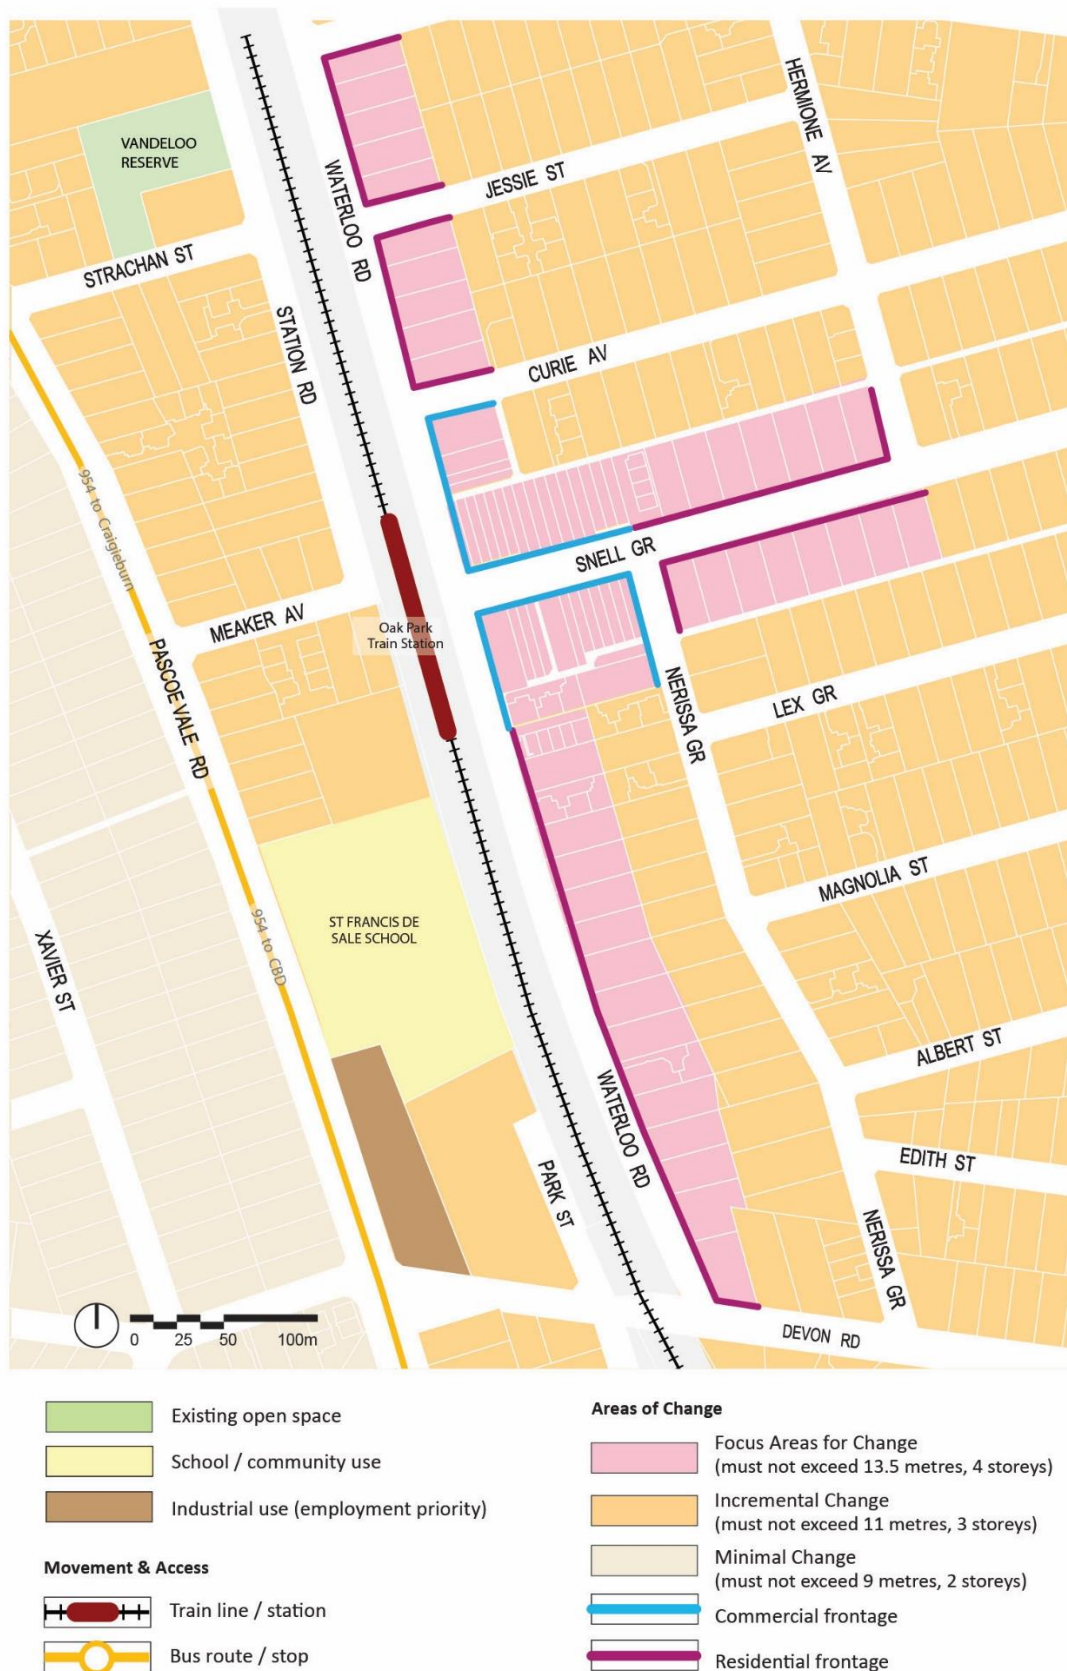 VANDELOO
RESERVE
HERMIONE AV
WATERLOO RD
JESSIE ST
STRACHAN ST
STATION RD
CURIE AV
954 to Craigieburn
SNELL GR
MEAKER AV
Oak Park
Train Station
PASCOE VALE RD
NERISSA GR
LEX GR
MAGNOLIA ST
954 to CBD
ST FRANCIS DE
SALE SCHOOL
XAVIER ST
ALBERT ST
WATERLOO RD
EDITH ST
PARK ST
NERISSA GR
0 25 50 100m
DEVON RD
Existing open space
School / community use
Industrial use (employment priority)
Movement & Access
Train line / station
Bus route / stop
Areas of Change
Focus Areas for Change
(must not exceed 13.5 metres, 4 storeys)
Incremental Change
(must not exceed 11 metres, 3 storeys)
Minimal Change
(must not exceed 9 metres, 2 storeys)
Commercial frontage
Residential frontage